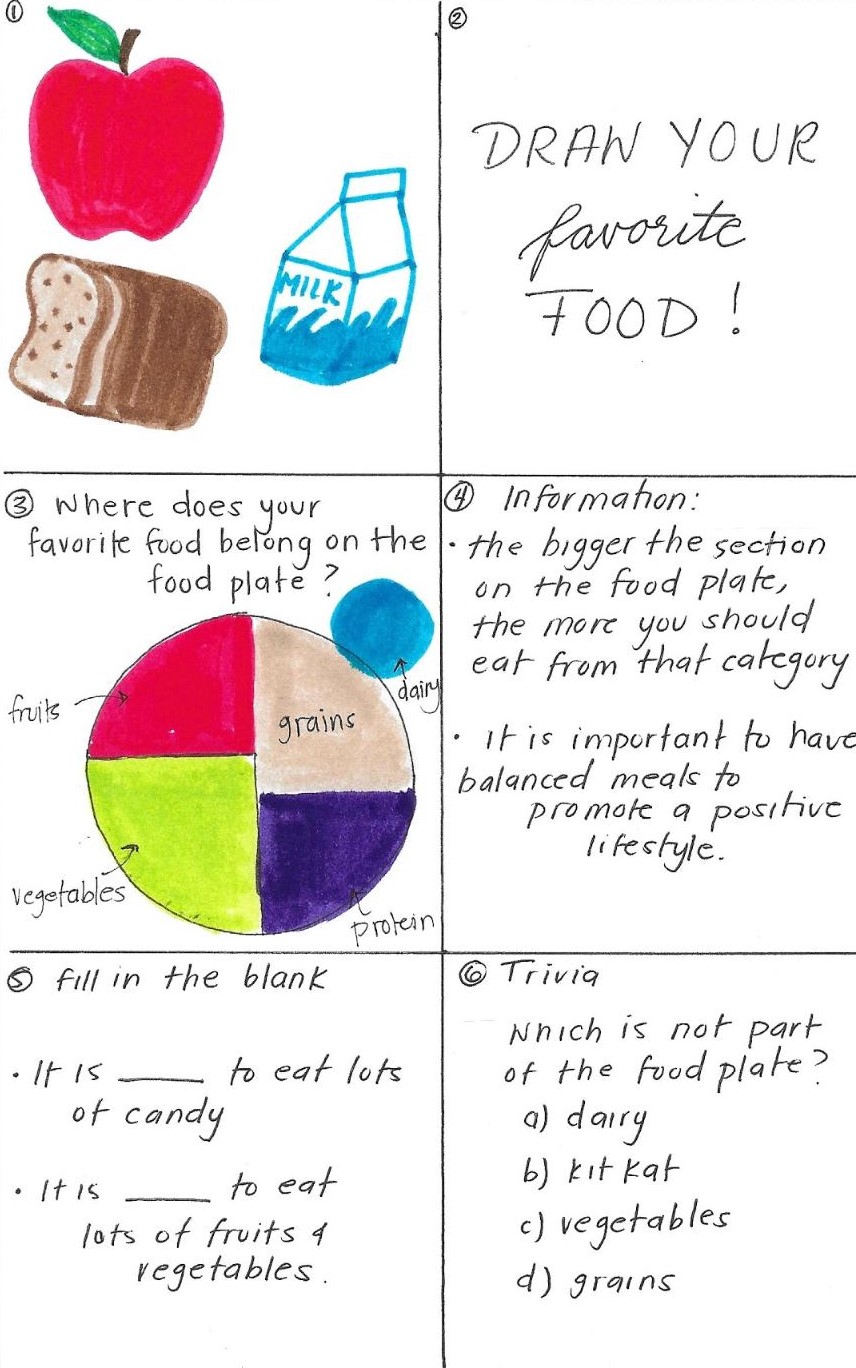 ①
MILK
②
DRAW YOUR
favorite
FOOD!
③ Where does your
favorite food belong on the
food plate?
fruits
grains
dairy
vegetables
protein
④ Information:
• the bigger the section
on the food plate,
the more you should
eat from that category
• It is important to have
balanced meals to
promote a positive
lifestyle.
⑤ fill in the blank
• It is _____ to eat lots
of candy
• It is _____ to eat
lots of fruits &
vegetables.
⑥ Trivia
Which is not part
of the food plate?
a) dairy
b) kit kat
c) vegetables
d) grains